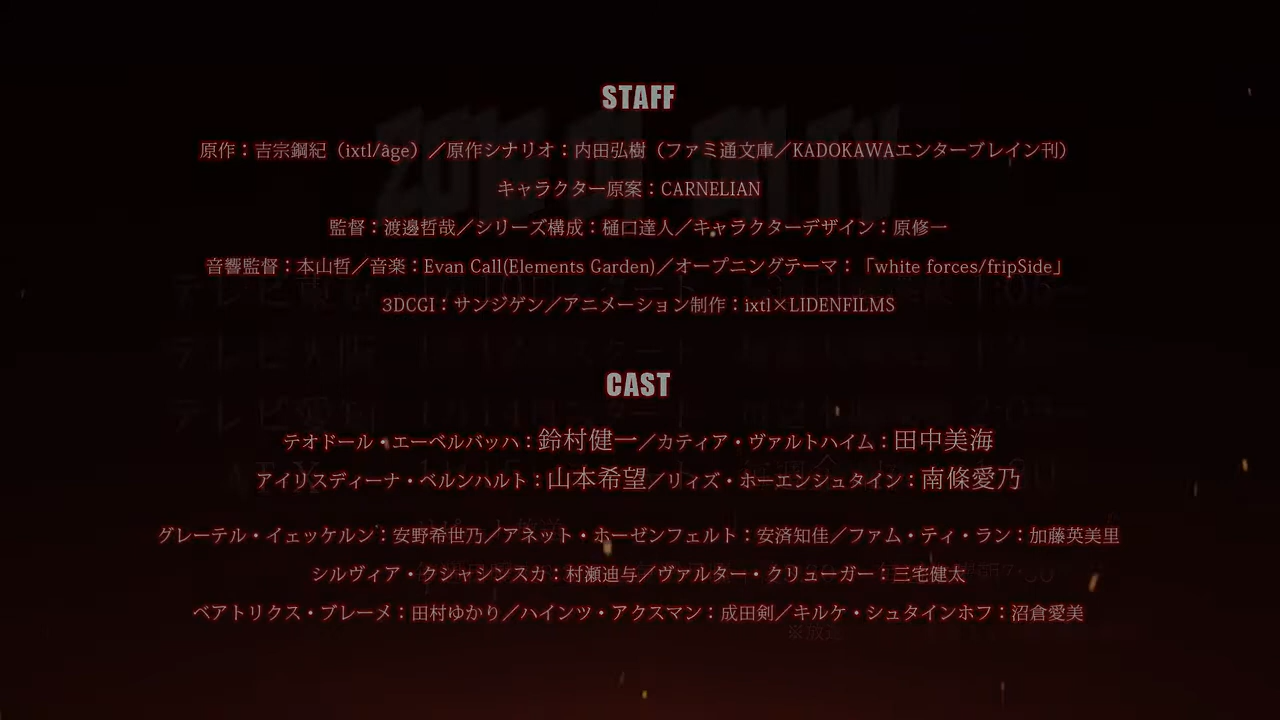 STAFF
原作：吉宗鋼紀（ixtl/âge）／原作シナリオ：内田弘樹（ファミ通文庫／KADOKAWAエンターブレイン刊）
キャラクター原案：CARNELIAN
監督：渡邊哲哉／シリーズ構成：樋口達人／キャラクターデザイン：原修一
音響監督：本山哲／音楽：Evan Call(Elements Garden)／オープニングテーマ：「white forces/fripSide」
3DCGI：サンジゲン／アニメーション制作：ixtl×LIDENFILMS
CAST
テオドール・エーベルバッハ：鈴村健一／カティア・ヴァルトハイム：田中美海
アイリスディーナ・ベルンハルト：山本希望／リィズ・ホーエンシュタイン：南條愛乃
グレーテル・イェッケルン：安野希世乃／アネット・ホーゼンフェルト：安済知佳／ファム・ティ・ラン：加藤英美里
シルヴィア・クシャシンスカ：村瀬迪与／ヴァルター・クリューガー：三宅健太
ベアトリクス・ブレーメ：田村ゆかり／ハインツ・アクスマン：成田剣／キルケ・シュタインホフ：沼倉愛美